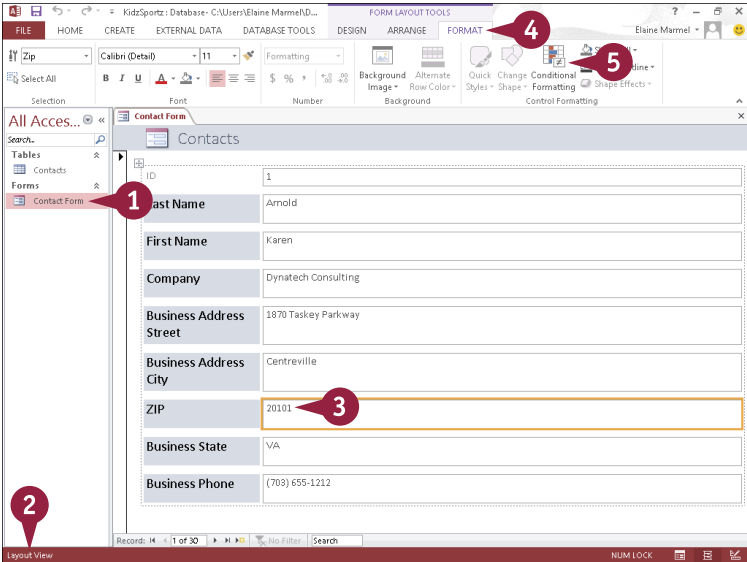 KidzSportz : Database- C:\Users\Elaine Marmel\D...
FORM LAYOUT TOOLS
FILE HOME CREATE EXTERNAL DATA DATABASE TOOLS DESIGN ARRANGE FORMAT
4
Elaine Marmel
Zip
Calibri (Detail) 11
Formatting
Select All
B I U A
$ % ,
Background Image
Alternate Row Color
Quick Styles
Change Shape
Conditional Formatting
5
Shape Effects
Selection Font Number Background Control Formatting
All Acces...
Search...
Tables
Contacts
Forms
Contact Form
1
Contact Form
Contacts
ID 1
ast Name Arnold
First Name Karen
Company Dynatech Consulting
Business Address Street 1870 Taskey Parkway
Business Address City Centreville
ZIP 20101
3
Business State VA
Business Phone (703) 655-1212
2
Record: 1 of 30 No Filter Search
Layout View
NUM LOCK